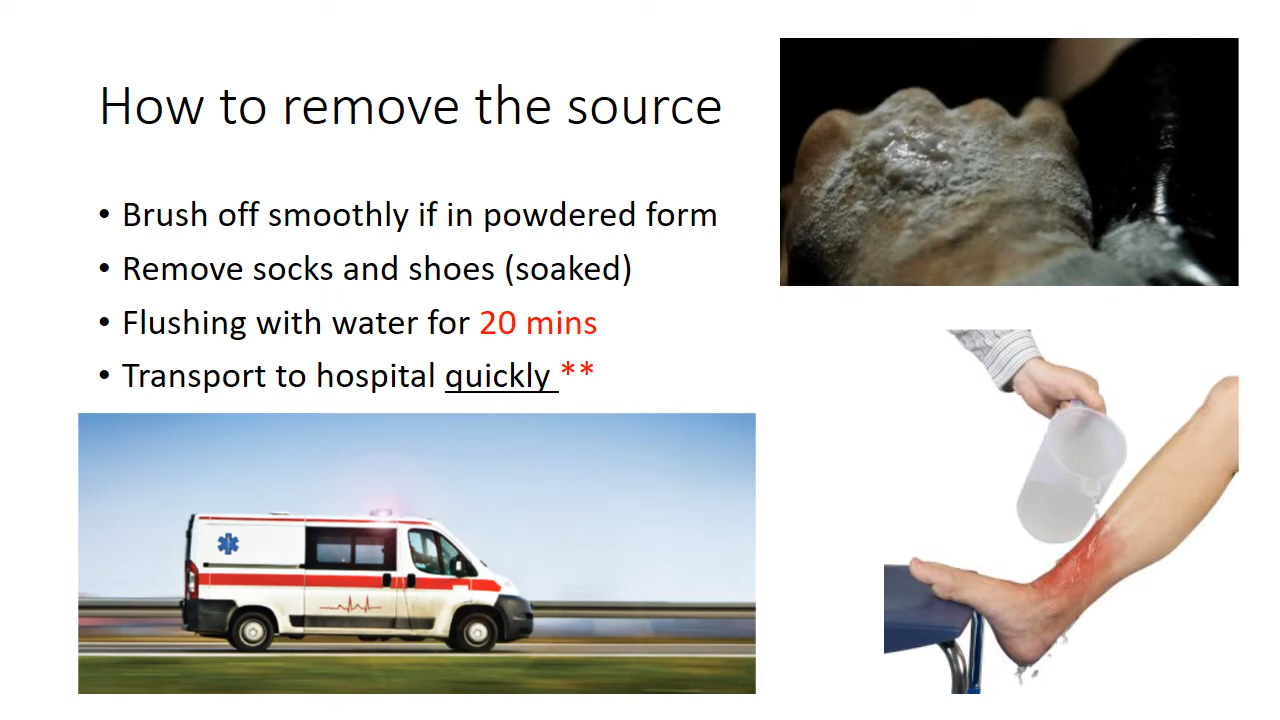 How to remove the source
• Brush off smoothly if in powdered form
• Remove socks and shoes (soaked)
• Flushing with water for 20 mins
• Transport to hospital quickly **